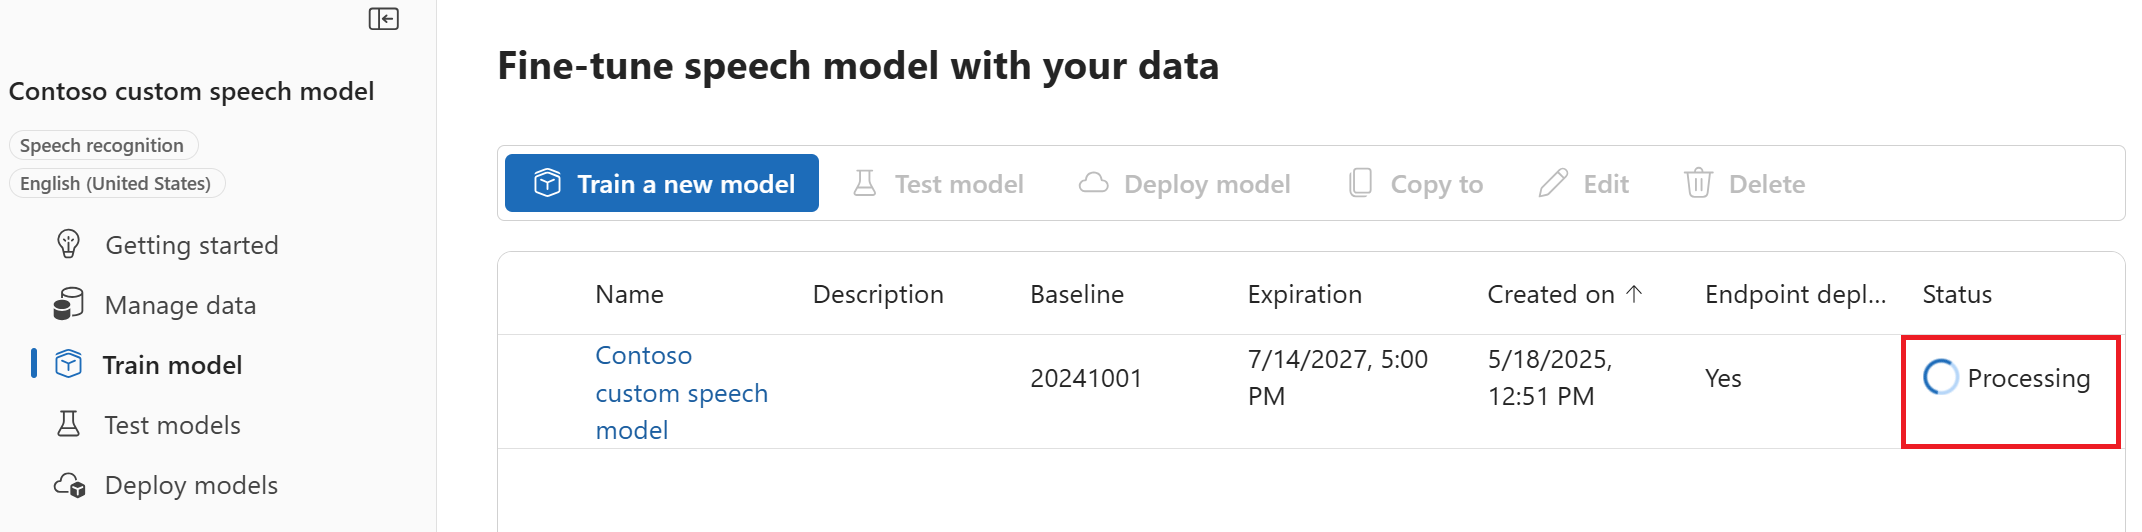 Contoso custom speech model
Speech recognition
English (United States)
Getting started
Manage data
Train model
Test models
Deploy models
Fine-tune speech model with your data
Train a new model Test model Deploy model Copy to Edit Delete
Name Description Baseline Expiration Created on ↑ Endpoint depl... Status
Contoso
custom speech
model
20241001
7/14/2027, 5:00
PM
5/18/2025,
12:51 PM
Yes
Processing